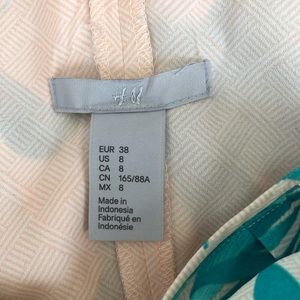 H&M
EUR 38
US 8
CA 8
CN 165/88A
MX 8
Made in
Indonesia
Fabriqué en
Indonésie